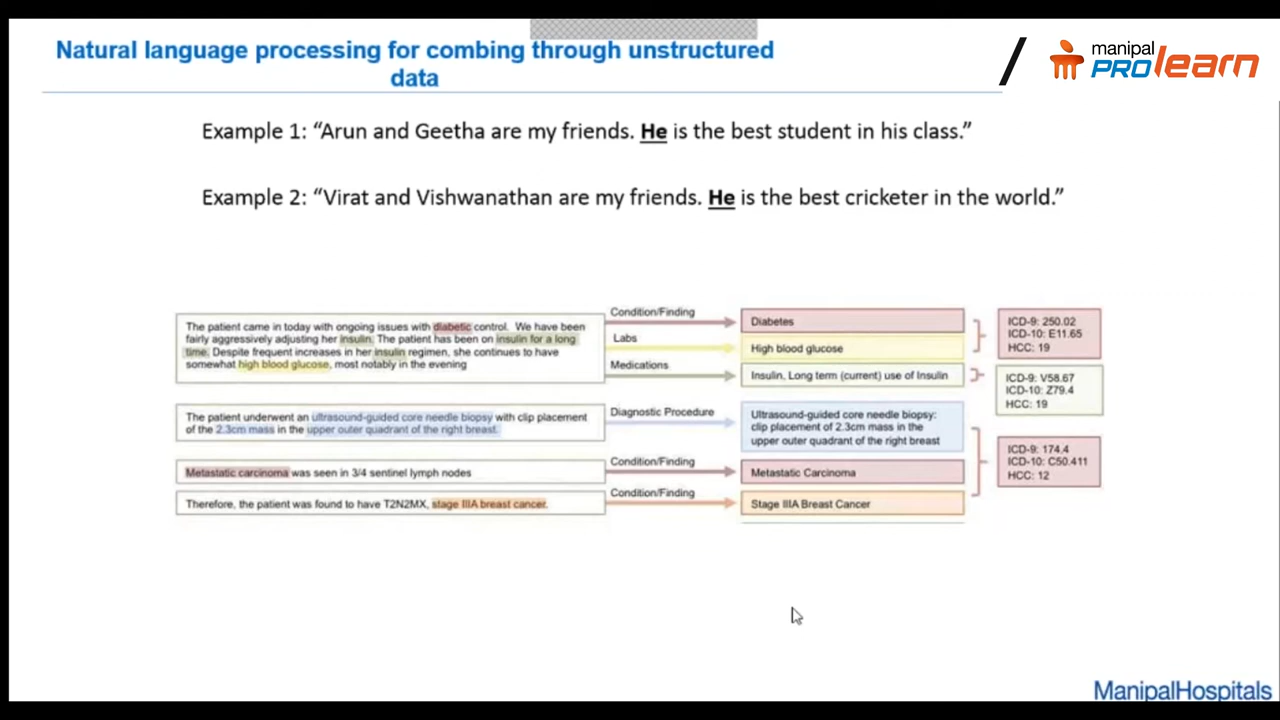 Natural language processing for combing through unstructured
data
manipal
PROlearn
Example 1: “Arun and Geetha are my friends. He is the best student in his class.”
Example 2: “Virat and Vishwanathan are my friends. He is the best cricketer in the world.”
The patient came in today with ongoing issues with diabetic control. We have been
fairly aggressively adjusting her insulin. The patient has been on insulin for a long
time. Despite frequent increases in her insulin regimen, she continues to have
somewhat high blood glucose, most notably in the evening
Condition/Finding
Labs
Medications
Diabetes
High blood glucose
Insulin, Long term (current) use of Insulin
ICD-9: 250.02
ICD-10: E11.65
HCC: 19
ICD-9: V58.67
ICD-10: Z79.4
HCC: 19
The patient underwent an ultrasound-guided core needle biopsy with clip placement
of the 2.3cm mass in the upper outer quadrant of the right breast.
Diagnostic Procedure
Ultrasound-guided core needle biopsy:
clip placement of 2.3cm mass in the
upper outer quadrant of the right breast
Metastatic carcinoma was seen in 3/4 sentinel lymph nodes
Condition/Finding
Metastatic Carcinoma
Therefore, the patient was found to have T2N2MX, stage IIIA breast cancer.
Condition/Finding
Stage IIIA Breast Cancer
ICD-9: 174.4
ICD-10: C50.411
HCC: 12
ManipalHospitals